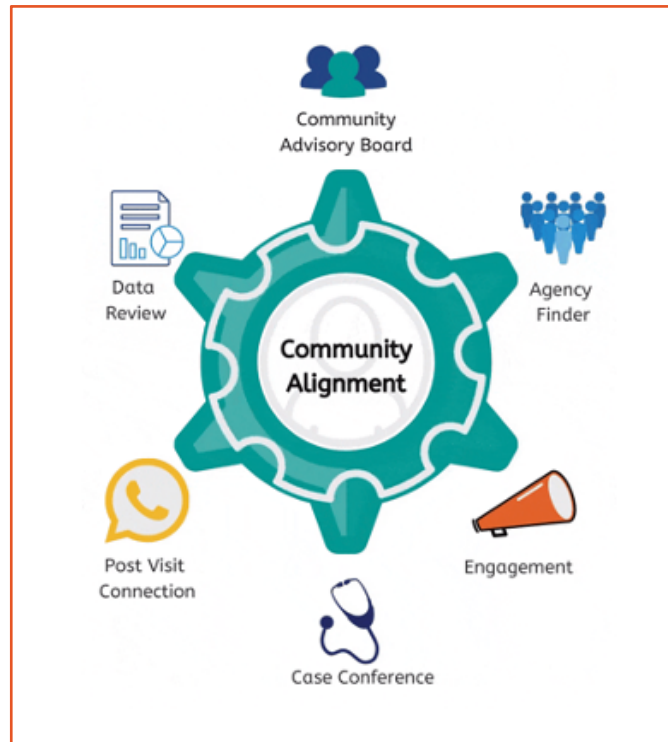 Community
Advisory Board
Data
Review
Agency
Finder
Community
Alignment
Post Visit
Connection
Engagement
Case Conference